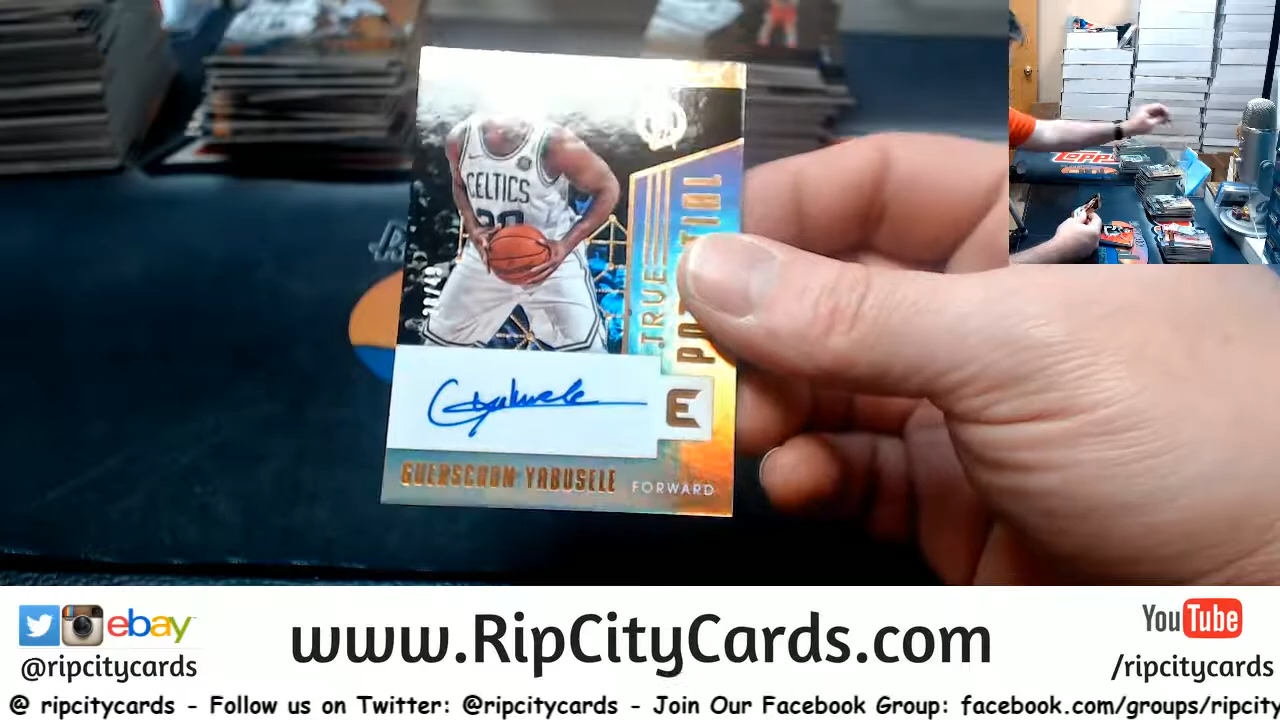 CELTICS
TRUE
GUERSCHON YABUSELE FORWARD
E
TOPPS
ebay
@ripcitycards
www.RipCityCards.com
YouTube
/ripcitycards
@ ripcitycards - Follow us on Twitter: @ripcitycards - Join Our Facebook Group: facebook.com/groups/ripcity